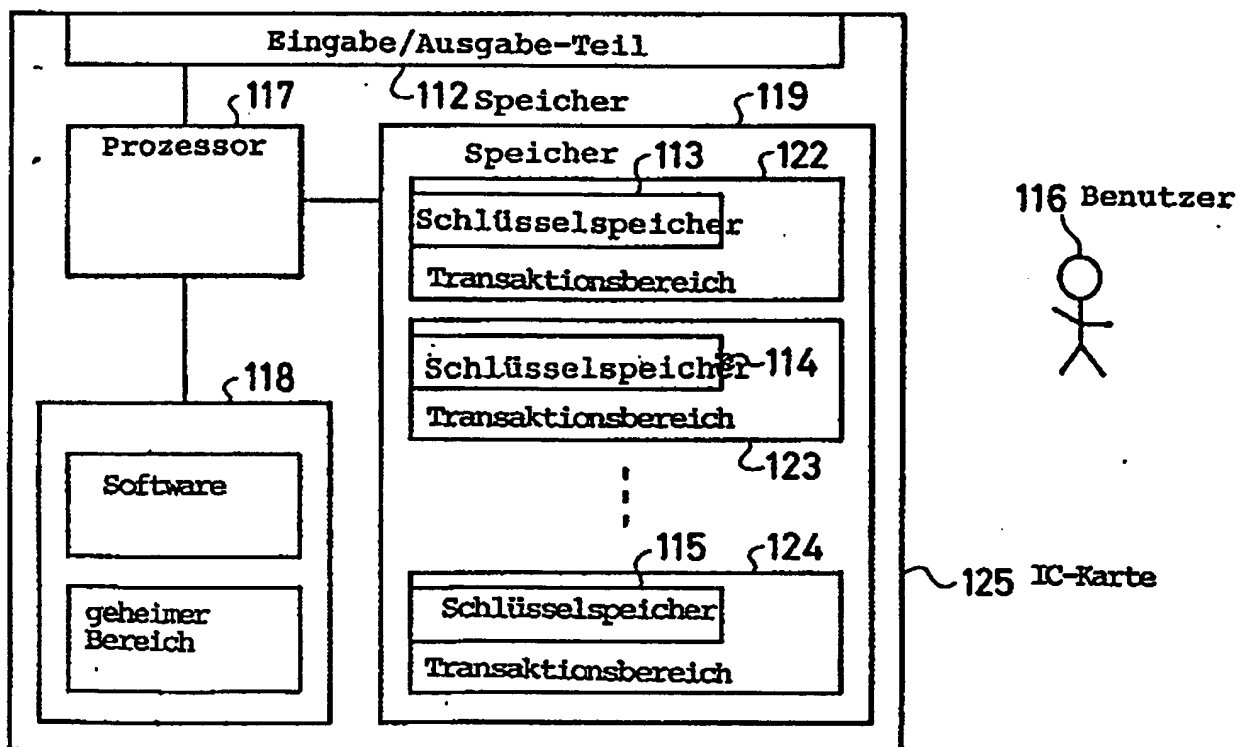 Eingabe/Ausgabe-Teil
112 Speicher
117
119
Prozessor
Speicher
113
122
Schlüsselspeicher
Transaktionsbereich
116 Benutzer
Schlüsselspeicher
114
Transaktionsbereich
123
118
Software
geheimer
Bereich
115
124
Schlüsselspeicher
Transaktionsbereich
125 IC-Karte